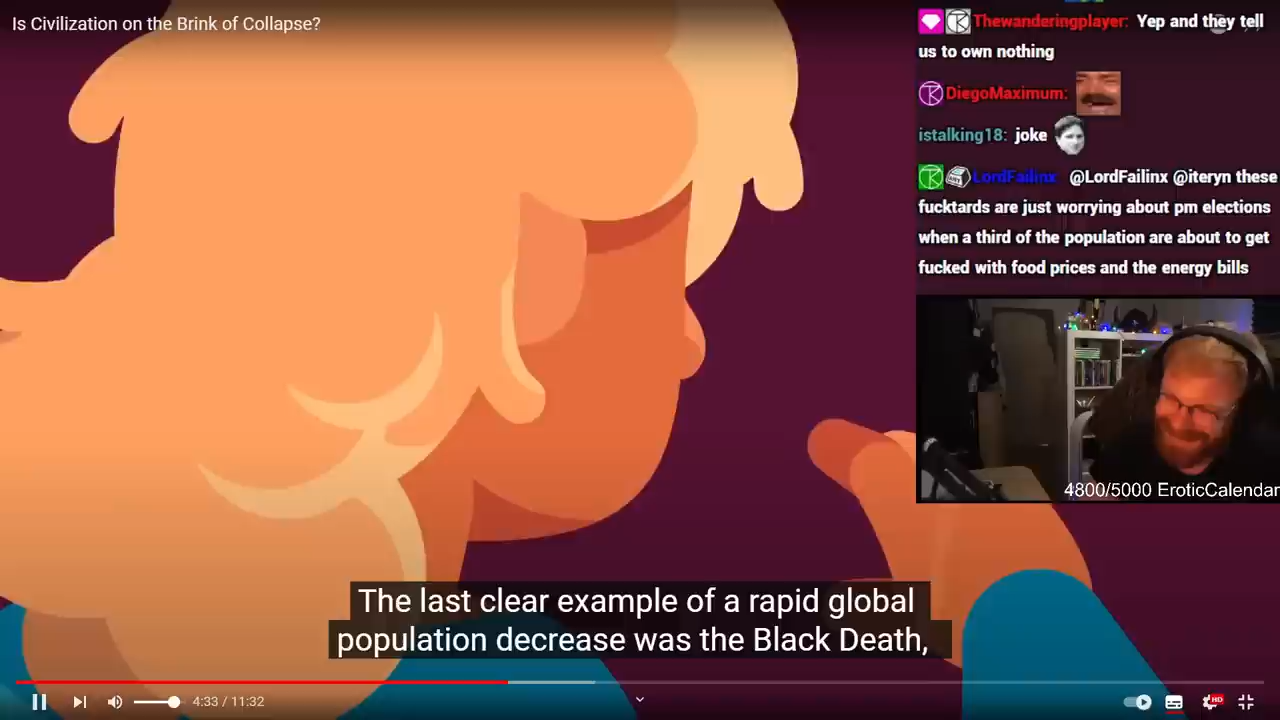 Is Civilization on the Brink of Collapse?
Thewanderingplayer: Yep and they tell
us to own nothing
DiegoMaximum:
istalking18: joke
LordFailinx @LordFailinx @iteryn these
fucktards are just worrying about pm elections
when a third of the population are about to get
fucked with food prices and the energy bills
4800/5000 EroticCalendar
The last clear example of a rapid global
population decrease was the Black Death,
4:33 / 11:32
HD